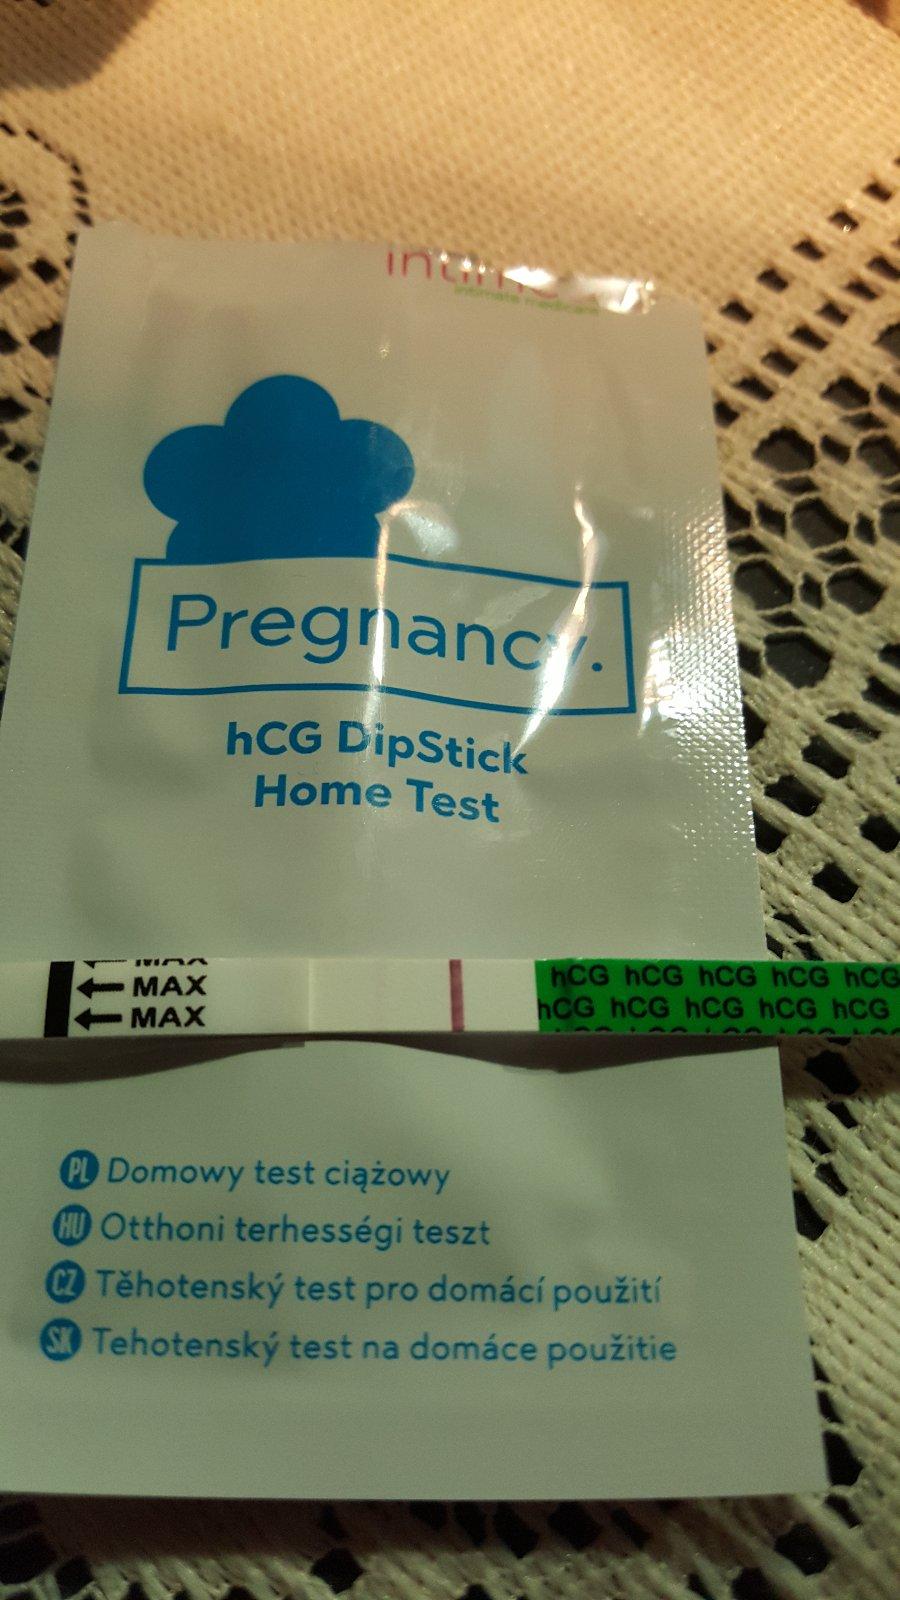 intimate medicare
Pregnancy.
hCG DipStick
Home Test
MAX
MAX
MAX
hCG hCG hCG hCG hCG
hCG hCG hCG hCG hCG
PL Domowy test ciążowy
HU Otthoni terhességi teszt
CZ Těhotenský test pro domácí použití
SK Tehotenský test na domáce použitie